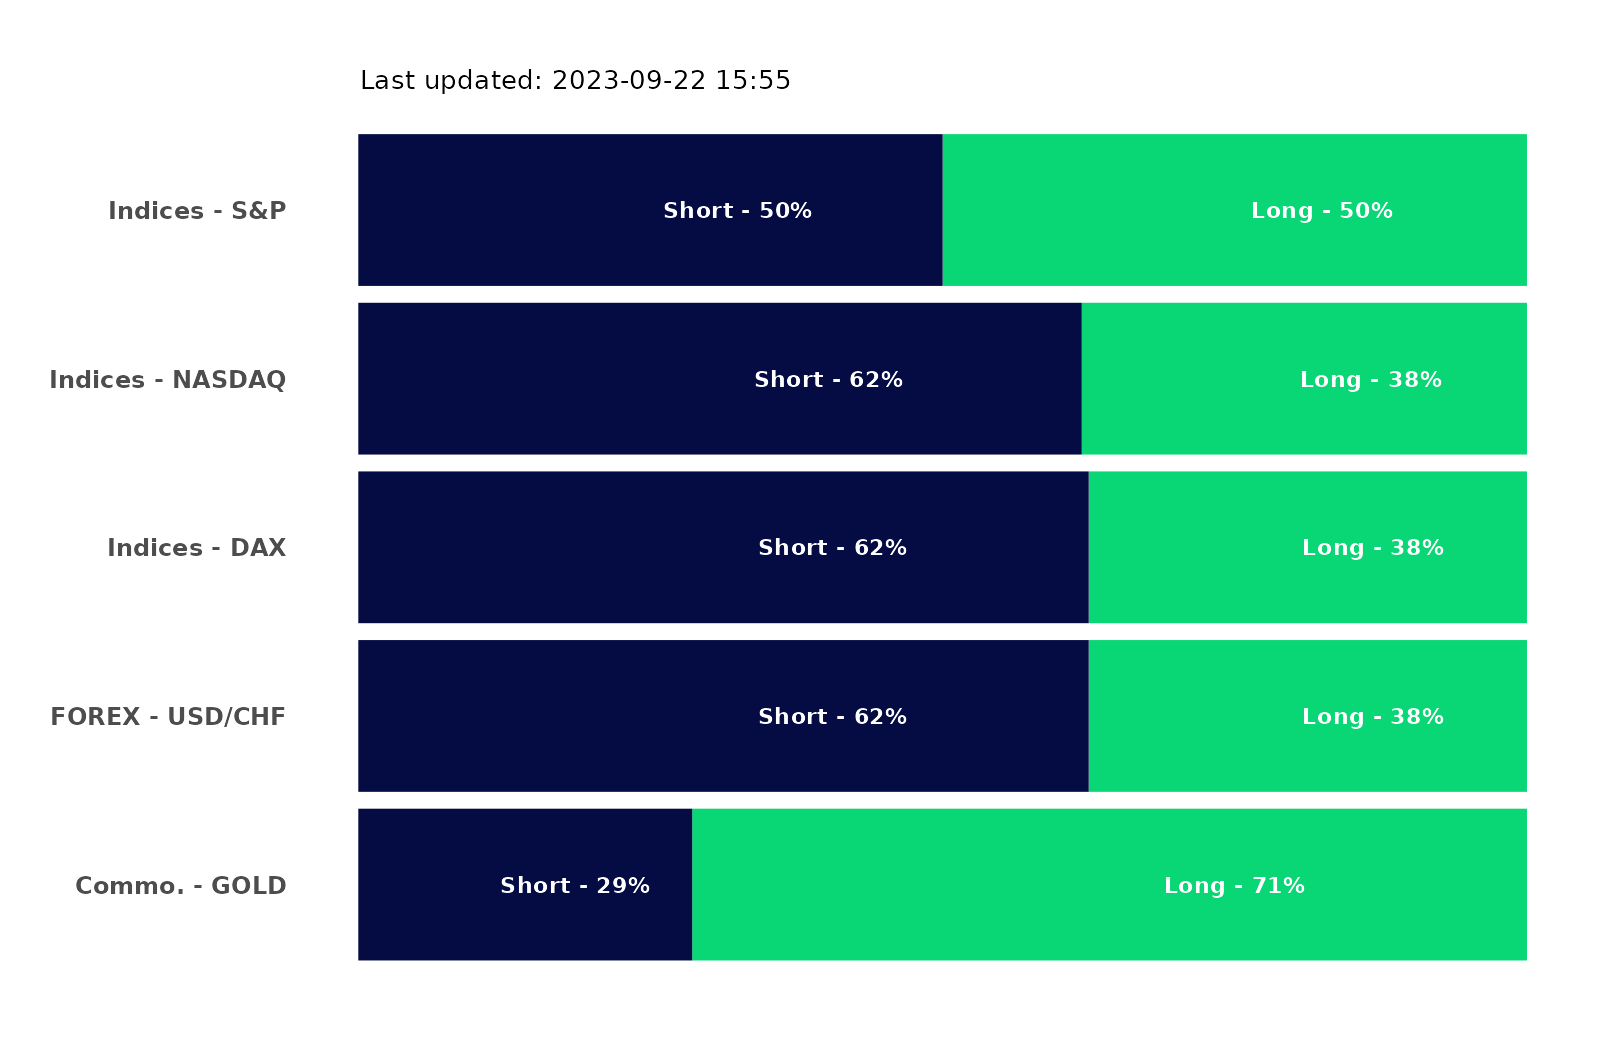 Last updated: 2023-09-22 15:55
Indices - S&P Short - 50% Long - 50%
Indices - NASDAQ Short - 62% Long - 38%
Indices - DAX Short - 62% Long - 38%
FOREX - USD/CHF Short - 62% Long - 38%
Commo. - GOLD Short - 29% Long - 71%